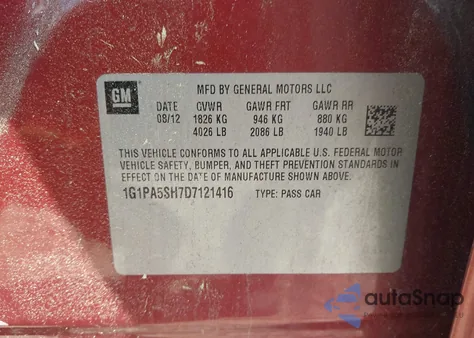 GM
MFD BY GENERAL MOTORS LLC
DATE GVWR GAWR FRT GAWR RR
08/12 1826 KG 946 KG 880 KG
4026 LB 2086 LB 1940 LB
THIS VEHICLE CONFORMS TO ALL APPLICABLE U.S. FEDERAL MOTOR
VEHICLE SAFETY, BUMPER, AND THEFT PREVENTION STANDARDS IN
EFFECT ON THE DATE OF MANUFACTURE SHOWN ABOVE.
1G1PA5SH7D7121416 TYPE: PASS CAR
autoSnap